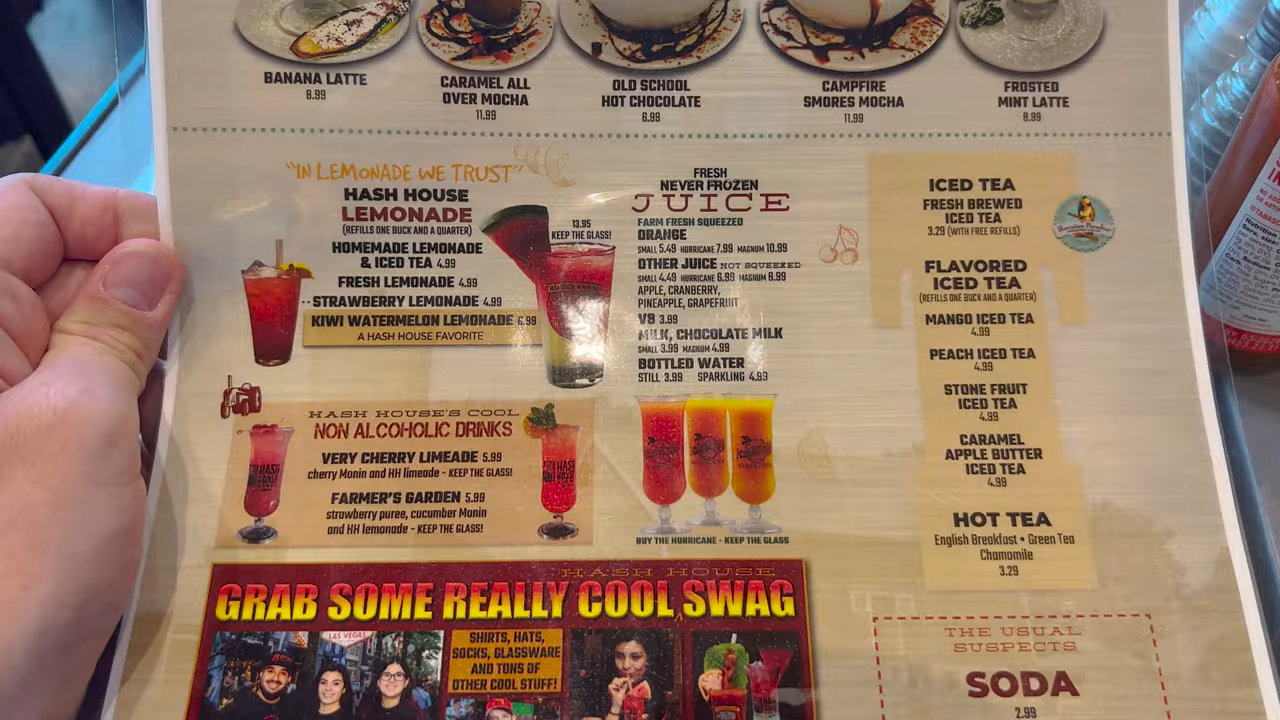 BANANA LATTE
8.99
CARAMEL ALL
OVER MOCHA
11.99
OLD SCHOOL
HOT CHOCOLATE
6.99
CAMPFIRE
SMORES MOCHA
11.99
FROSTED
MINT LATTE
8.99
"IN LEMONADE WE TRUST"
HASH HOUSE
LEMONADE
(REFILLS ONE BUCK AND A QUARTER)
HOMEMADE LEMONADE
& ICED TEA 4.99
FRESH LEMONADE 4.99
STRAWBERRY LEMONADE 4.99
KIWI WATERMELON LEMONADE 6.98
A HASH HOUSE FAVORITE
13.95
KEEP THE GLASS!
HASH HOUSE'S COOL
NON ALCOHOLIC DRINKS
VERY CHERRY LIMEADE 5.99
cherry Monin and HH limeade - KEEP THE GLASS!
FARMER'S GARDEN 5.99
strawberry puree, cucumber Monin
and HH lemonade - KEEP THE GLASS!
FRESH
NEVER FROZEN
JUICE
FARM FRESH SQUEEZED
ORANGE
SMALL 5.49 HURRICANE 7.99 MAGNUM 10.99
OTHER JUICE NOT SQUEEZED
SMALL 4.49 HURRICANE 6.99 MAGNUM 8.99
APPLE, CRANBERRY,
PINEAPPLE, GRAPEFRUIT
V8 3.99
MILK, CHOCOLATE MILK
SMALL 3.99 MAGNUM 4.99
BOTTLED WATER
STILL 3.99 SPARKLING 4.93
BUY THE HURRICANE - KEEP THE GLASS
ICED TEA
FRESH BREWED
ICED TEA
3.29 (WITH FREE REFILLS)
Hawaiian Paradise
FLAVORED
ICED TEA
(REFILLS ONE BUCK AND A QUARTER)
MANGO ICED TEA
4.99
PEACH ICED TEA
4.99
STONE FRUIT
ICED TEA
4.99
CARAMEL
APPLE BUTTER
ICED TEA
4.99
HOT TEA
English Breakfast • Green Tea
Chamomile
3.29
HASH HOUSE
GRAB SOME REALLY COOL SWAG
LAS VEGAS
SHIRTS, HATS,
SOCKS, GLASSWARE
AND TONS OF
OTHER COOL STUFF!
THE USUAL
SUSPECTS
SODA
2.99